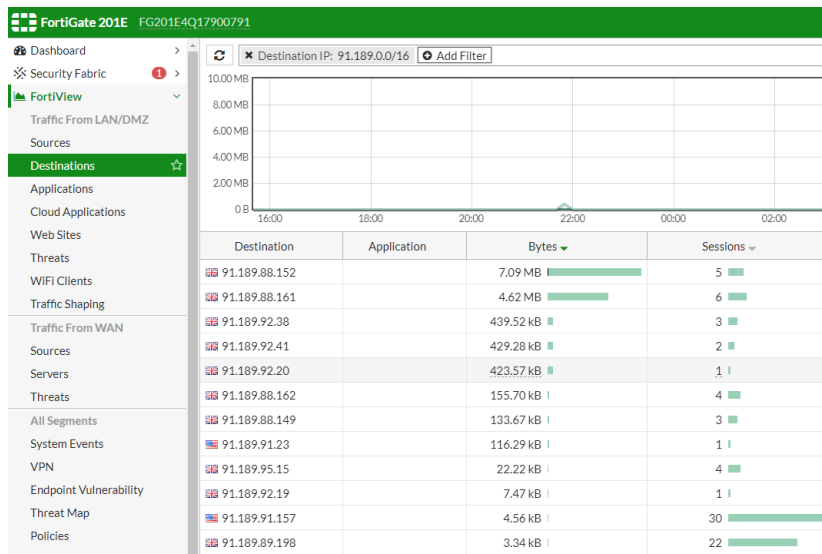 FortiGate 201E FG201E4Q17900791
Dashboard
Security Fabric 1
FortiView
Traffic From LAN/DMZ
Sources
Destinations
Applications
Cloud Applications
Web Sites
Threats
WiFi Clients
Traffic Shaping
Traffic From WAN
Sources
Servers
Threats
All Segments
System Events
VPN
Endpoint Vulnerability
Threat Map
Policies
Destination IP: 91.189.0.0/16 Add Filter
10.00 MB
8.00 MB
6.00 MB
4.00 MB
2.00 MB
0 B
16:00 18:00 20:00 22:00 00:00 02:00
Destination Application Bytes Sessions
91.189.88.152 7.09 MB 5
91.189.88.161 4.62 MB 6
91.189.92.38 439.52 kB 3
91.189.92.41 429.28 kB 2
91.189.92.20 423.57 kB 1
91.189.88.162 155.70 kB 4
91.189.88.149 133.67 kB 3
91.189.91.23 116.29 kB 1
91.189.95.15 22.22 kB 4
91.189.92.19 7.47 kB 1
91.189.91.157 4.56 kB 30
91.189.89.198 3.34 kB 22